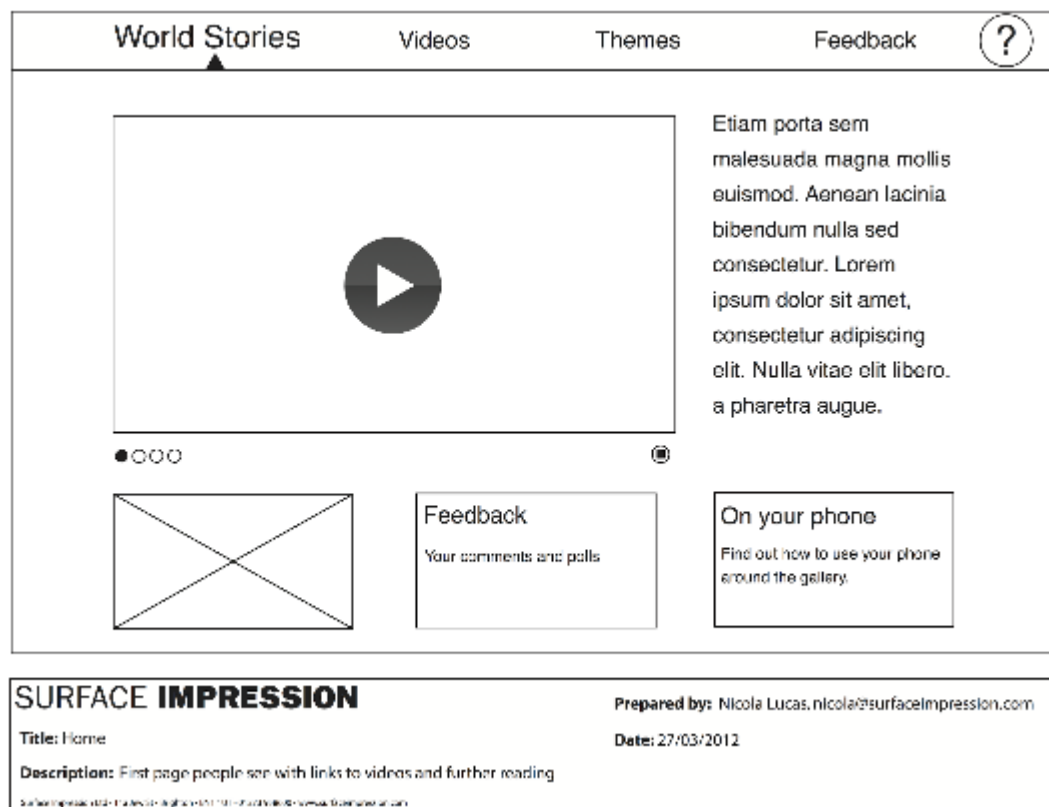 World Stories Videos Themes Feedback ?
Etiam porta sem
malesuada magna mollis
euismod. Aenean lacinia
bibendum nulla sed
consectetur. Lorem
ipsum dolor sit amet,
consectetur adipiscing
elit. Nulla vitae elit libero.
a pharetra augue.
Feedback
Your comments and polls
On your phone
Find out how to use your phone
around the gallery.
SURFACE IMPRESSION
Prepared by: Nicola Lucas. nicola@surfaceimpression.com
Title: Home
Date: 27/03/2012
Description: First page people see with links to videos and further reading